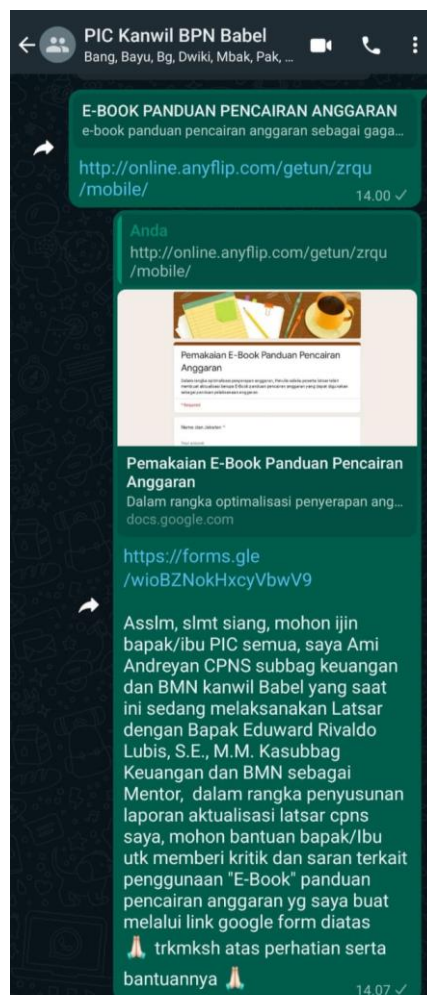 PIC Kanwil BPN Babel
Bang, Bayu, Bg, Dwiki, Mbak, Pak, ...
E-BOOK PANDUAN PENCAIRAN ANGGARAN
e-book panduan pencairan anggaran sebagai gaga...
http://online.anyflip.com/getun/zrqu
/mobile/
14.00
Anda
http://online.anyflip.com/getun/zrqu
/mobile/
Pemakaian E-Book Panduan Pencairan
Anggaran
Nama dan Jabatan *
Pemakaian E-Book Panduan Pencairan
Anggaran
Dalam rangka optimalisasi penyerapan ang...
docs.google.com
https://forms.gle
/wioBZNokHxcyVbwV9
Asslm, slmt siang, mohon ijin
bapak/ibu PIC semua, saya Ami
Andreyan CPNS subbag keuangan
dan BMN kanwil Babel yang saat
ini sedang melaksanakan Latsar
dengan Bapak Eduward Rivaldo
Lubis, S.E., M.M. Kasubbag
Keuangan dan BMN sebagai
Mentor, dalam rangka penyusunan
laporan aktualisasi latsar cpns
saya, mohon bantuan bapak/Ibu
utk memberi kritik dan saran terkait
penggunaan "E-Book" panduan
pencairan anggaran yg saya buat
melalui link google form diatas
🙏 trkmksh atas perhatian serta
bantuannya 🙏
14.07